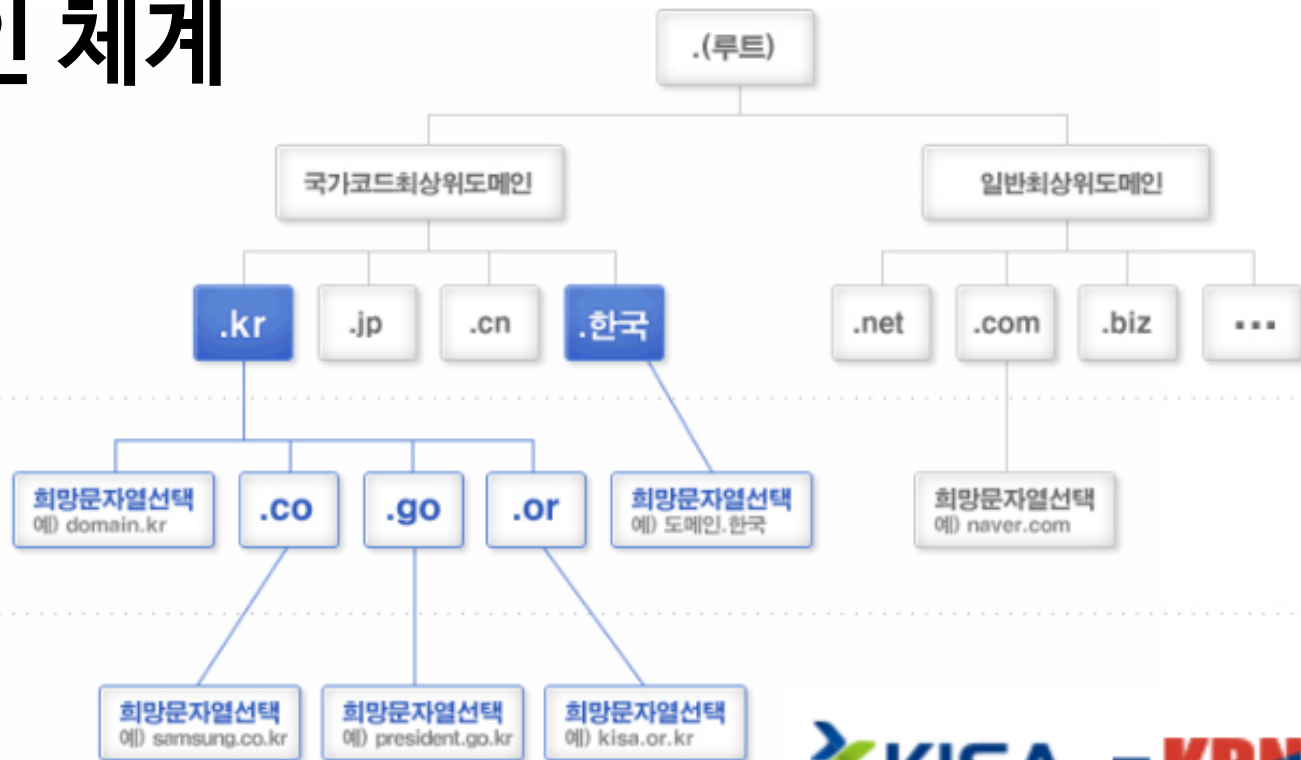 인 체계
.(루트)
국가코드최상위도메인
일반최상위도메인
.kr
.jp
.cn
.한국
.net
.com
.biz
...
희망문자열선택
예) domain.kr
.co
.go
.or
희망문자열선택
예) 도메인.한국
희망문자열선택
예) naver.com
희망문자열선택
예) samsung.co.kr
희망문자열선택
예) president.go.kr
희망문자열선택
예) kisa.or.kr
KISA